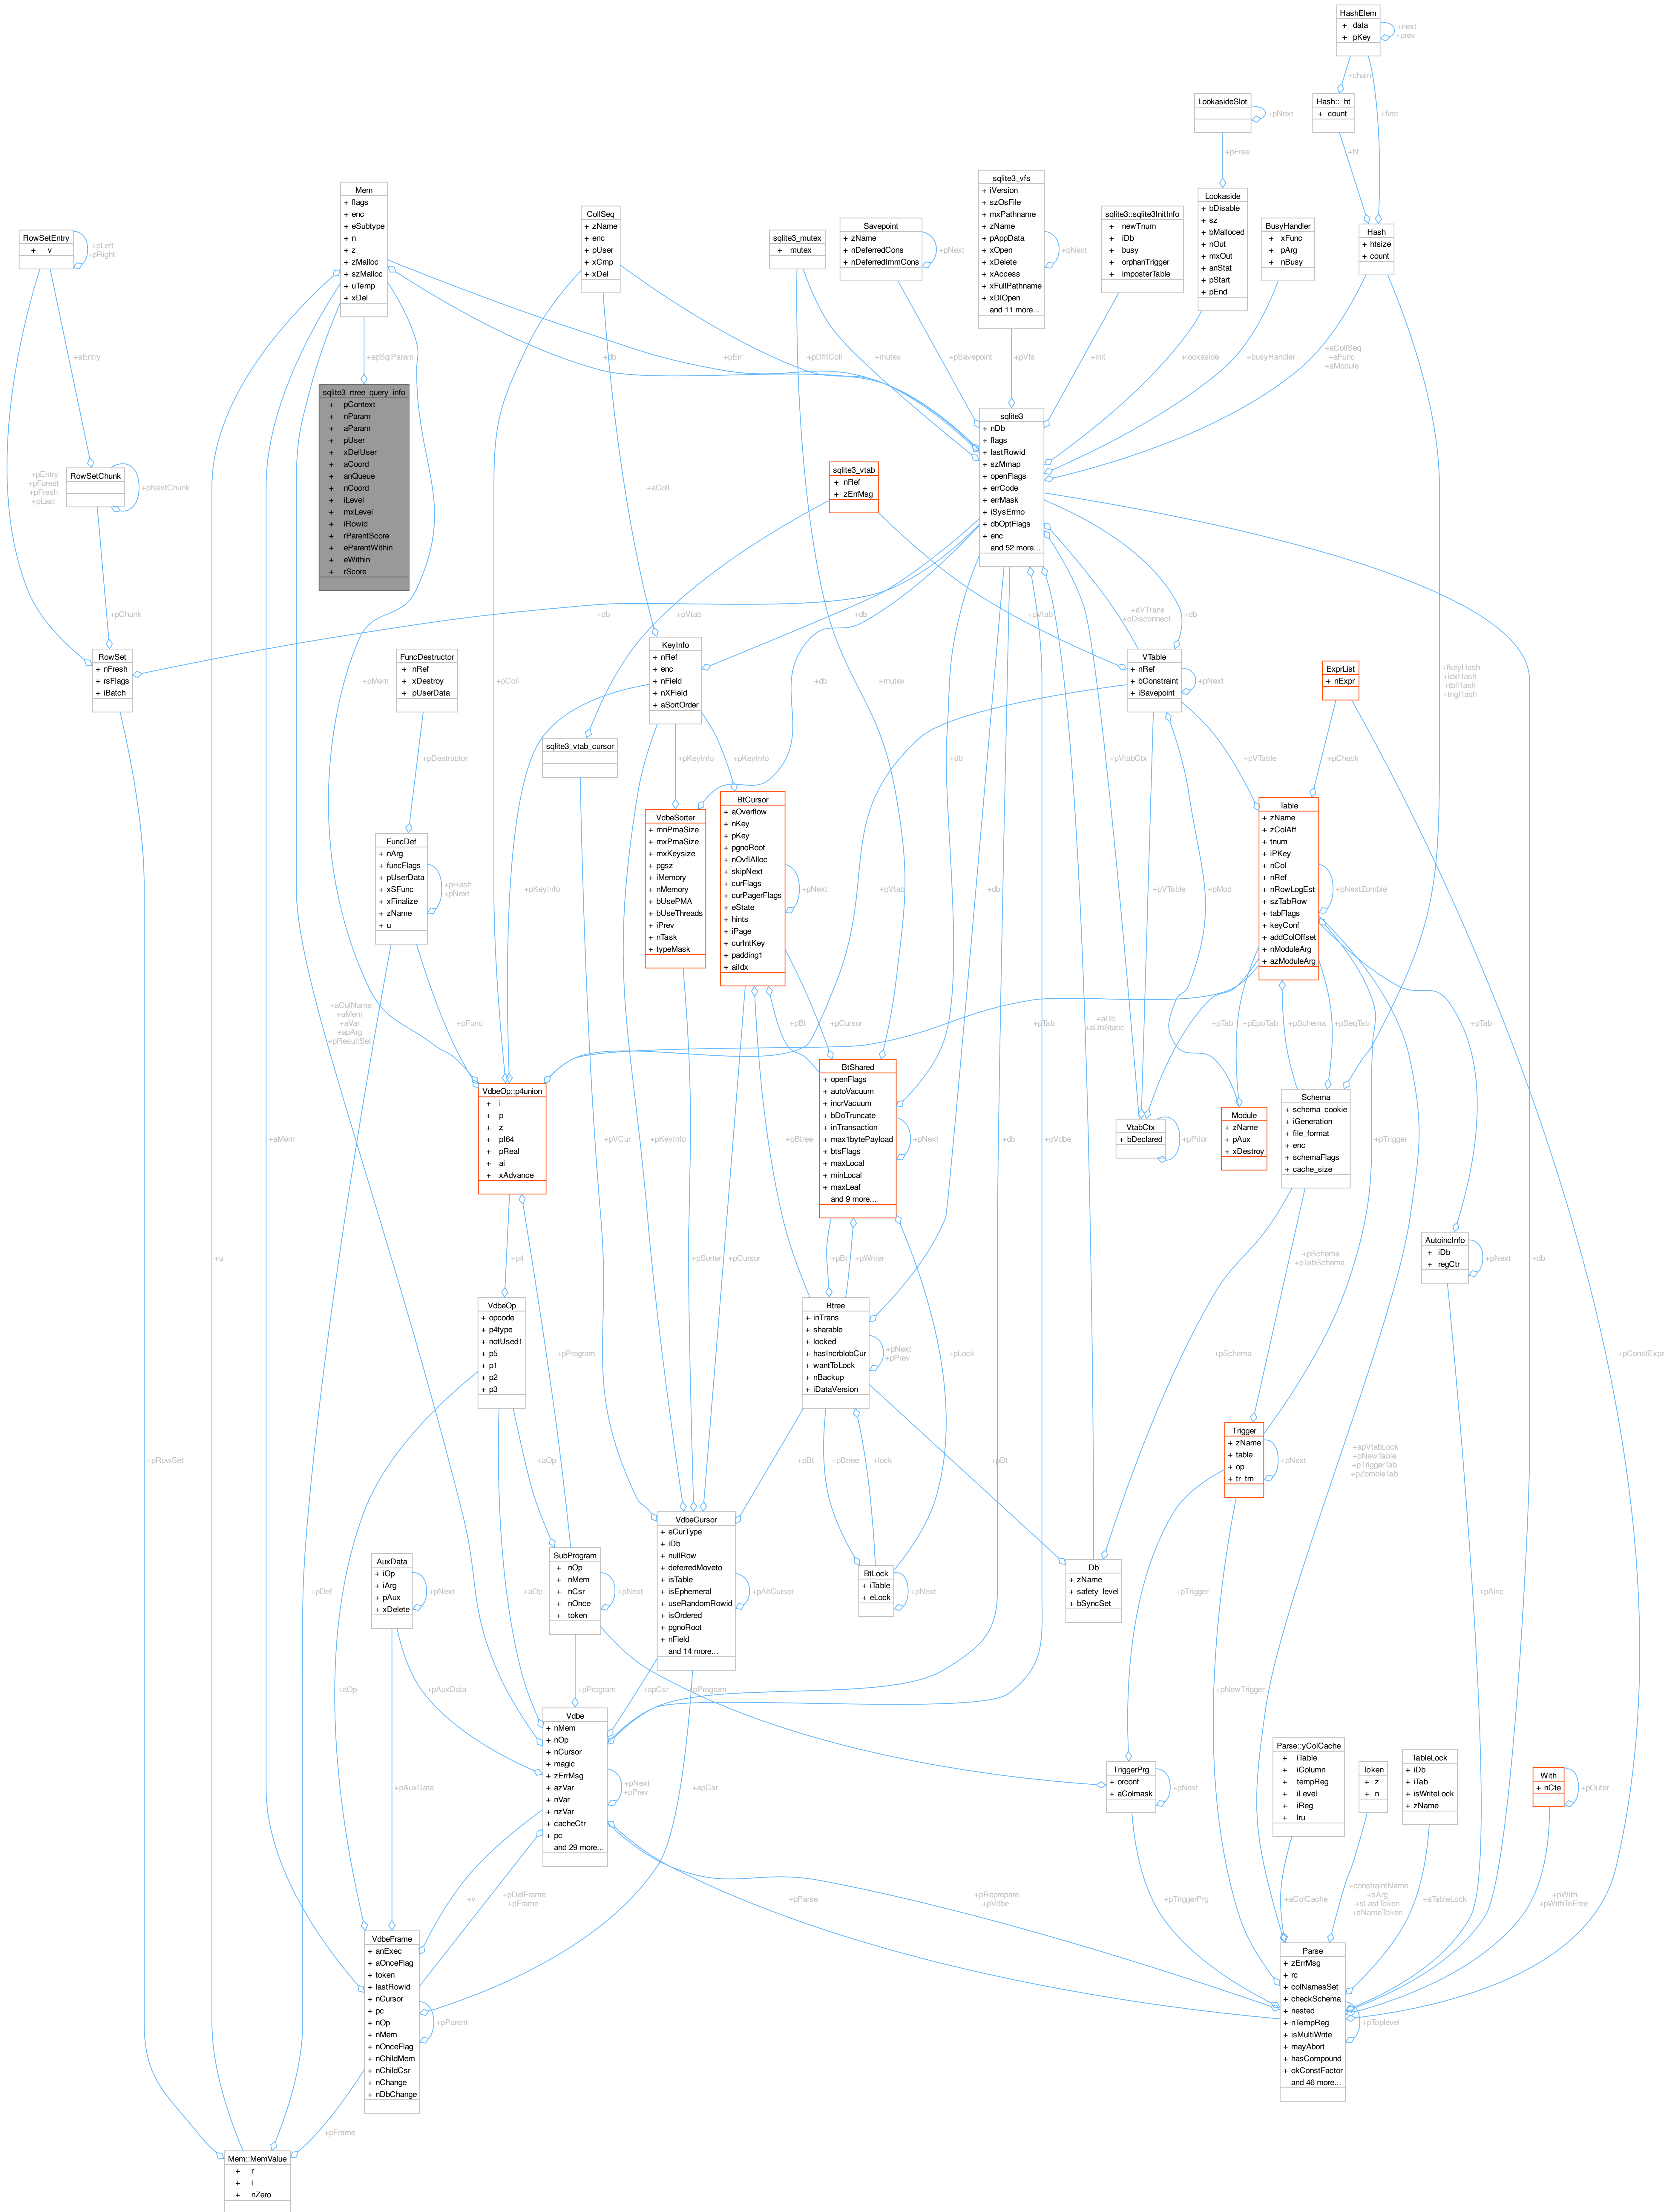 HashElem
+ data
+ pKey
+next
+prev
+chain
LookasideSlot
+pNext
Hash::_ht
+ count
+first
+pFree
+ht
sqlite3_vfs
+ iVersion
+ szOsFile
+ mxPathname
+ zName
+ pAppData
+ xOpen
+ xDelete
+ xAccess
+ xFullPathname
+ xDlOpen
and 11 more...
+pNext
Mem
+ flags
+ enc
+ eSubtype
+ n
+ z
+ zMalloc
+ szMalloc
+ uTemp
+ xDel
Lookaside
+ bDisable
+ sz
+ bMalloced
+ nOut
+ mxOut
+ anStat
+ pStart
+ pEnd
CollSeq
+ zName
+ enc
+ pUser
+ xCmp
+ xDel
sqlite3::sqlite3InitInfo
+ newTnum
+ iDb
+ busy
+ orphanTrigger
+ imposterTable
Savepoint
+ zName
+ nDeferredCons
+ nDeferredImmCons
+pNext
BusyHandler
+ xFunc
+ pArg
+ nBusy
Hash
+ htsize
+ count
RowSetEntry
+ v
+pLeft
+pRight
sqlite3_mutex
+ mutex
+aEntry
+apSqlParam
+db
+pErr
+pDfltColl
+mutex
+pSavepoint
+pVfs
+init
+lookaside
+busyHandler
+aCollSeq
+aFunc
+aModule
sqlite3_rtree_query_info
+ pContext
+ nParam
+ aParam
+ pUser
+ xDelUser
+ aCoord
+ anQueue
+ nCoord
+ iLevel
+ mxLevel
+ iRowid
+ rParentScore
+ eParentWithin
+ eWithin
+ rScore
sqlite3
+ nDb
+ flags
+ lastRowid
+ szMmap
+ openFlags
+ errCode
+ errMask
+ iSysErrno
+ dbOptFlags
+ enc
and 52 more...
+pEntry
+pForest
+pFresh
+pLast
RowSetChunk
+pNextChunk
+aColl
sqlite3_vtab
+ nRef
+ zErrMsg
+pChunk
+db
+pVtab
+db
+pVtab
+aVTrans
+pDisconnect
+db
RowSet
+ nFresh
+ rsFlags
+ iBatch
FuncDestructor
+ nRef
+ xDestroy
+ pUserData
+pMem
+pColl
KeyInfo
+ nRef
+ enc
+ nField
+ nXField
+ aSortOrder
+db
+mutex
VTable
+ nRef
+ bConstraint
+ iSavepoint
+pNext
ExprList
+ nExpr
+fkeyHash
+idxHash
+tblHash
+trigHash
+pDestructor
sqlite3_vtab_cursor
+pKeyInfo
+pKeyInfo
+db
+db
+pVtabCtx
+pVTable
+pCheck
FuncDef
+ nArg
+ funcFlags
+ pUserData
+ xSFunc
+ xFinalize
+ zName
+ u
+pHash
+pNext
+pKeyInfo
VdbeSorter
+ mnPmaSize
+ mxPmaSize
+ mxKeysize
+ pgsz
+ iMemory
+ nMemory
+ bUsePMA
+ bUseThreads
+ iPrev
+ nTask
+ typeMask
BtCursor
+ aOverflow
+ nKey
+ pKey
+ pgnoRoot
+ nOvflAlloc
+ skipNext
+ curFlags
+ curPagerFlags
+ eState
+ hints
+ iPage
+ curIntKey
+ padding1
+ aiIdx
+pNext
+pVtab
+pVTable
+pMod
Table
+ zName
+ zColAff
+ tnum
+ iPKey
+ nCol
+ nRef
+ nRowLogEst
+ szTabRow
+ tabFlags
+ keyConf
+ addColOffset
+ nModuleArg
+ azModuleArg
+pNextZombie
+aColName
+aMem
+aVar
+apArg
+pResultSet
+pFunc
+pBt
+pCursor
+pTab
+aDb
+aDbStatic
+pTab
+pEpoTab
+pSchema
+pSeqTab
+pTab
VdbeOp::p4union
+ i
+ p
+ z
+ pI64
+ pReal
+ ai
+ xAdvance
BtShared
+ openFlags
+ autoVacuum
+ incrVacuum
+ bDoTruncate
+ inTransaction
+ max1bytePayload
+ btsFlags
+ maxLocal
+ minLocal
+ maxLeaf
and 9 more...
+pNext
VtabCtx
+ bDeclared
+pPrior
Module
+ zName
+ pAux
+ xDestroy
Schema
+ schema_cookie
+ iGeneration
+ file_format
+ enc
+ schemaFlags
+ cache_size
+aMem
+pVCur
+pKeyInfo
+pBtree
+pTrigger
+u
+p4
+pSorter
+pCursor
+pBt
+pWriter
+db
+pVdbe
+pSchema
+pTabSchema
AutoincInfo
+ iDb
+ regCtr
+pNext
+db
VdbeOp
+ opcode
+ p4type
+ notUsed1
+ p5
+ p1
+ p2
+ p3
+pProgram
Btree
+ inTrans
+ sharable
+ locked
+ hasIncrblobCur
+ wantToLock
+ nBackup
+ iDataVersion
+pNext
+pPrev
+pLock
+pSchema
+pConstExpr
+pRowSet
+aOp
+pBt
+pBtree
+lock
+pBt
Trigger
+ zName
+ table
+ op
+ tr_tm
+pNext
+apVtabLock
+pNewTable
+pTriggerTab
+pZombieTab
VdbeCursor
+ eCurType
+ iDb
+ nullRow
+ deferredMoveto
+ isTable
+ isEphemeral
+ useRandomRowid
+ isOrdered
+ pgnoRoot
+ nField
and 14 more...
+pAltCursor
AuxData
+ iOp
+ iArg
+ pAux
+ xDelete
+pNext
+pDef
+aOp
SubProgram
+ nOp
+ nMem
+ nCsr
+ nOnce
+ token
+pNext
BtLock
+ iTable
+ eLock
+pNext
Db
+ zName
+ safety_level
+ bSyncSet
+pTrigger
+pAinc
+aOp
+pAuxData
+pProgram
+apCsr
+pProgram
+pNewTrigger
Vdbe
+ nMem
+ nOp
+ nCursor
+ magic
+ zErrMsg
+ azVar
+ nVar
+ nzVar
+ cacheCtr
+ pc
and 29 more...
+pNext
+pPrev
+pAuxData
+apCsr
TriggerPrg
+ orconf
+ aColmask
+pNext
Parse::yColCache
+ iTable
+ iColumn
+ tempReg
+ iLevel
+ iReg
+ lru
Token
+ z
+ n
TableLock
+ iDb
+ iTab
+ isWriteLock
+ zName
With
+ nCte
+pOuter
+v
+pDelFrame
+pFrame
+pParse
+pReprepare
+pVdbe
+pTriggerPrg
+aColCache
+constraintName
+aArg
+sLastToken
+sNameToken
+aTableLock
+pWith
+pWithToFree
VdbeFrame
+ anExec
+ aOnceFlag
+ token
+ lastRowid
+ nCursor
+ pc
+ nOp
+ nMem
+ nOnceFlag
+ nChildMem
+ nChildCsr
+ nChange
+ nDbChange
+pParent
Parse
+ zErrMsg
+ rc
+ colNamesSet
+ checkSchema
+ nested
+ nTempReg
+ isMultiWrite
+ mayAbort
+ hasCompound
+ okConstFactor
and 46 more...
+pToplevel
+pFrame
Mem::MemValue
+ r
+ i
+ nZero